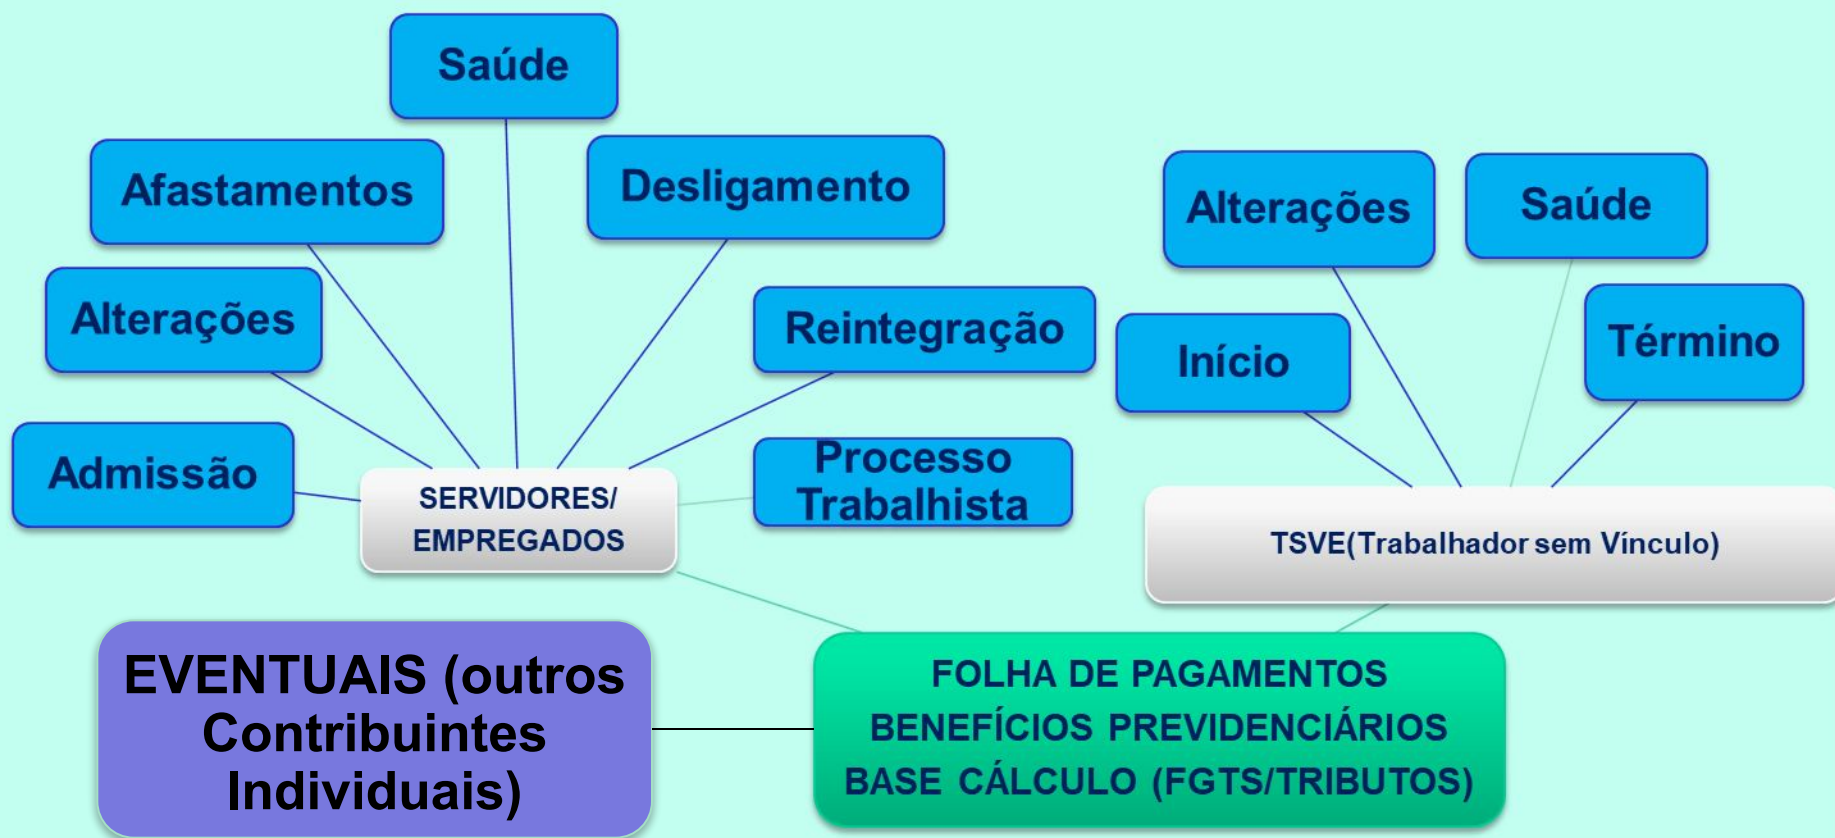 Saúde
Afastamentos
Desligamento
Alterações
Saúde
Alterações
Reintegração
Início
Término
Admissão
Processo
Trabalhista
SERVIDORES/
EMPREGADOS
TSVE(Trabalhador sem Vínculo)
EVENTUAIS (outros
Contribuintes
Individuais)
FOLHA DE PAGAMENTOS
BENEFÍCIOS PREVIDENCIÁRIOS
BASE CÁLCULO (FGTS/TRIBUTOS)